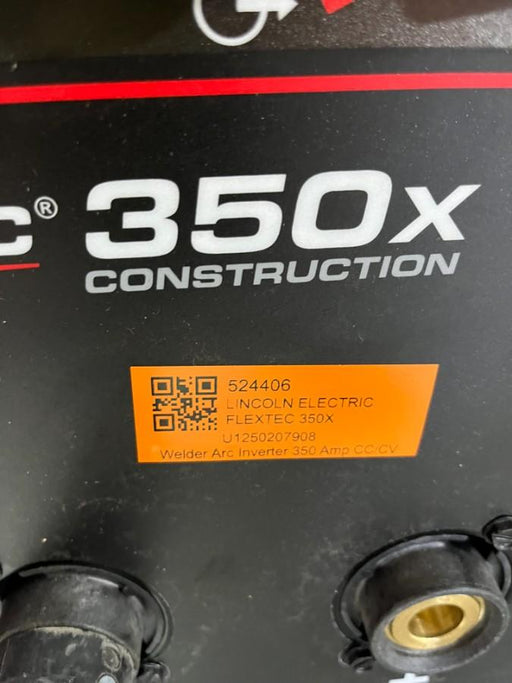 C® 350X
CONSTRUCTION
524406
LINCOLN ELECTRIC
FLEXTEC 350X
U1250207908
Welder Arc Inverter 350 Amp CC/CV
+